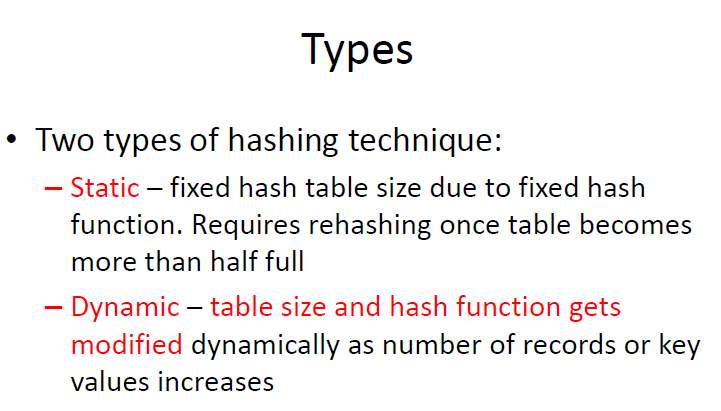 Types
• Two types of hashing technique:
– Static – fixed hash table size due to fixed hash
function. Requires rehashing once table becomes
more than half full
– Dynamic – table size and hash function gets
modified dynamically as number of records or key
values increases